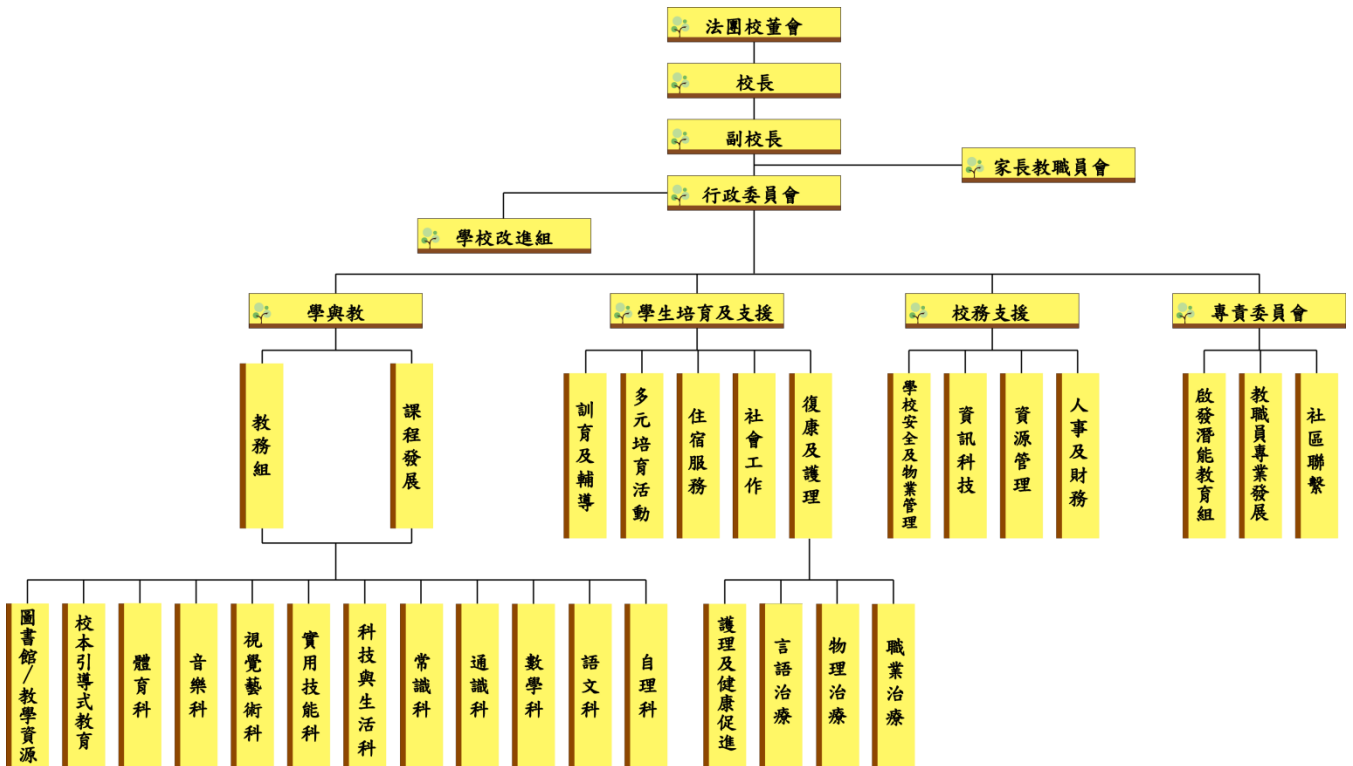 法團校董會
校長
副校長
家長教職員會
行政委員會
學校改進組
學與教
學生培育及支援
校務支援
專責委員會
教務組
課程發展
訓育及輔導
多元培育活動
住宿服務
社會工作
復康及護理
學校安全及物業管理
資訊科技
資源管理
人事及財務
啟發潛能教育組
教職員專業發展
社區聯繫
圖書館/教學資源
校本引導式教育
體育科
音樂科
視覺藝術科
實用技能科
科技與生活科
常識科
通識科
數學科
語文科
自理科
護理及健康促進
言語治療
物理治療
職業治療